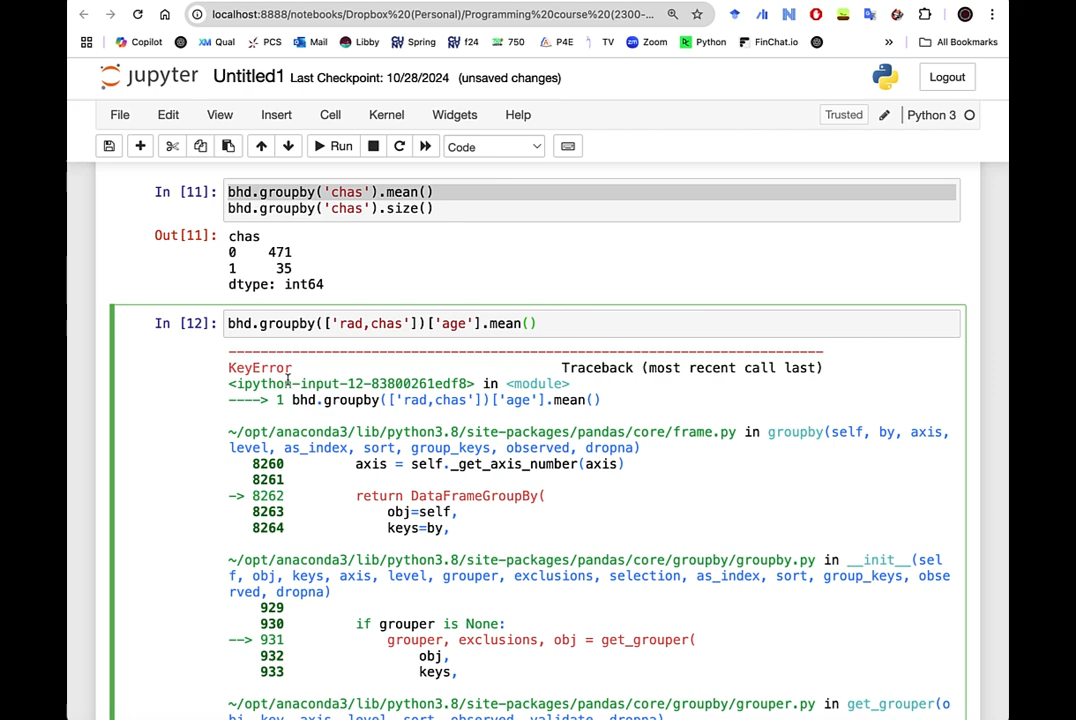 localhost:8888/notebooks/Dropbox%20(Personal)/Programming%20course%20(2300-...
Copilot Qual PCS Mail Libby Spring f24 750 P4E TV Zoom Python FinChat.io » All Bookmarks
jupyter Untitled1 Last Checkpoint: 10/28/2024 (unsaved changes) Logout
File Edit View Insert Cell Kernel Widgets Help Trusted Python 3
Run Code
In [11]: bhd.groupby('chas').mean()
bhd.groupby('chas').size()
Out[11]: chas
0 471
1 35
dtype: int64
In [12]: bhd.groupby(['rad,chas'])['age'].mean()
---------------------------------------------------------------------------
KeyError Traceback (most recent call last)
<ipython-input-12-83800261edf8> in <module>
----> 1 bhd.groupby(['rad,chas'])['age'].mean()
~/opt/anaconda3/lib/python3.8/site-packages/pandas/core/frame.py in groupby(self, by, axis,
level, as_index, sort, group_keys, observed, dropna)
8260 axis = self._get_axis_number(axis)
8261
-> 8262 return DataFrameGroupBy(
8263 obj=self,
8264 keys=by,
~/opt/anaconda3/lib/python3.8/site-packages/pandas/core/groupby/groupby.py in __init__(sel
f, obj, keys, axis, level, grouper, exclusions, selection, as_index, sort, group_keys, obse
rved, dropna)
929
930 if grouper is None:
--> 931 grouper, exclusions, obj = get_grouper(
932 obj,
933 keys,
~/opt/anaconda3/lib/python3.8/site-packages/pandas/core/groupby/grouper.py in get_grouper(o
bj, key, axis, level, sort, observed, validate, dropna)